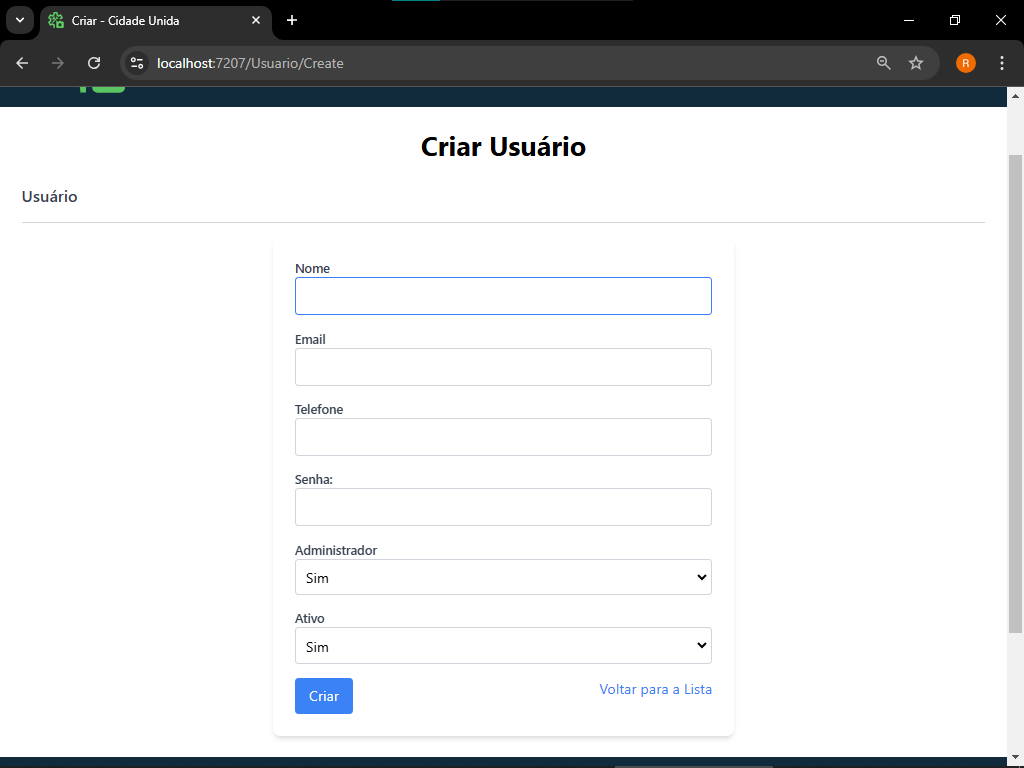 Criar - Cidade Unida
localhost:7207/Usuario/Create
R
Criar Usuário
Usuário
Nome
Email
Telefone
Senha:
Administrador
Sim
Ativo
Sim
Criar
Voltar para a Lista